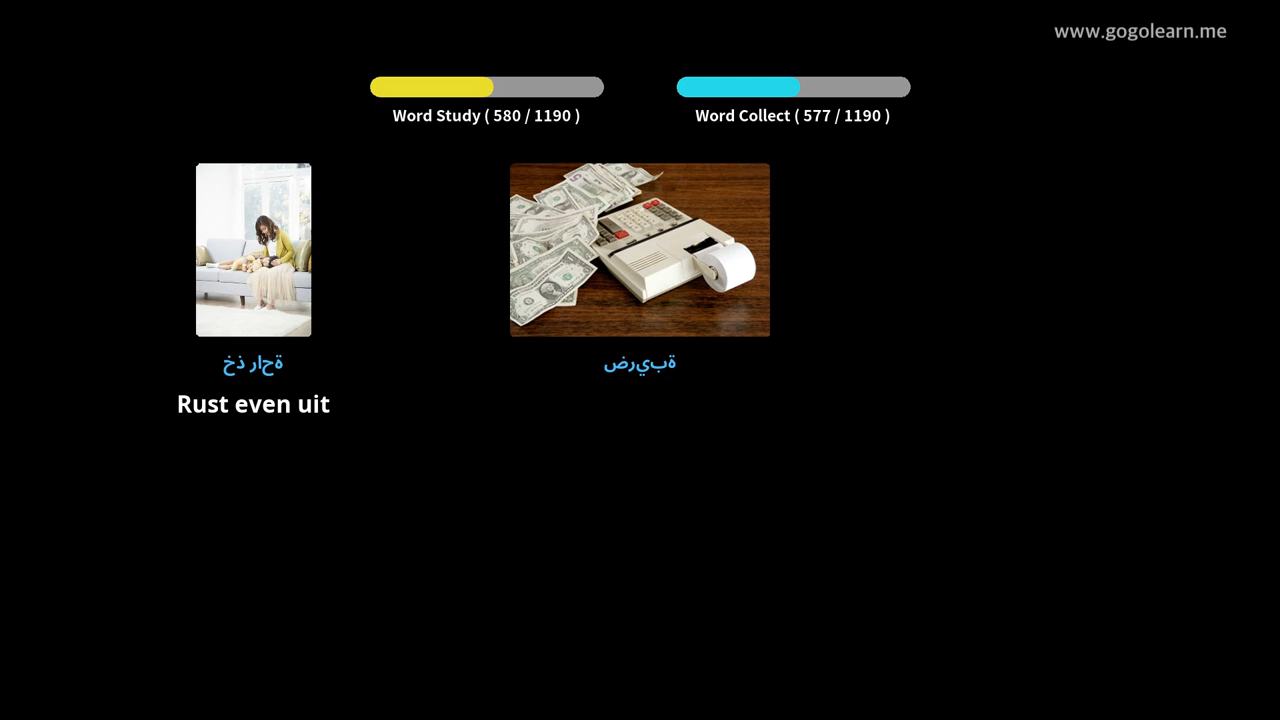 www.gogolearn.me
Word Study ( 580 / 1190 )
Word Collect ( 577 / 1190 )
خذ راحة
ضريبة
Rust even uit